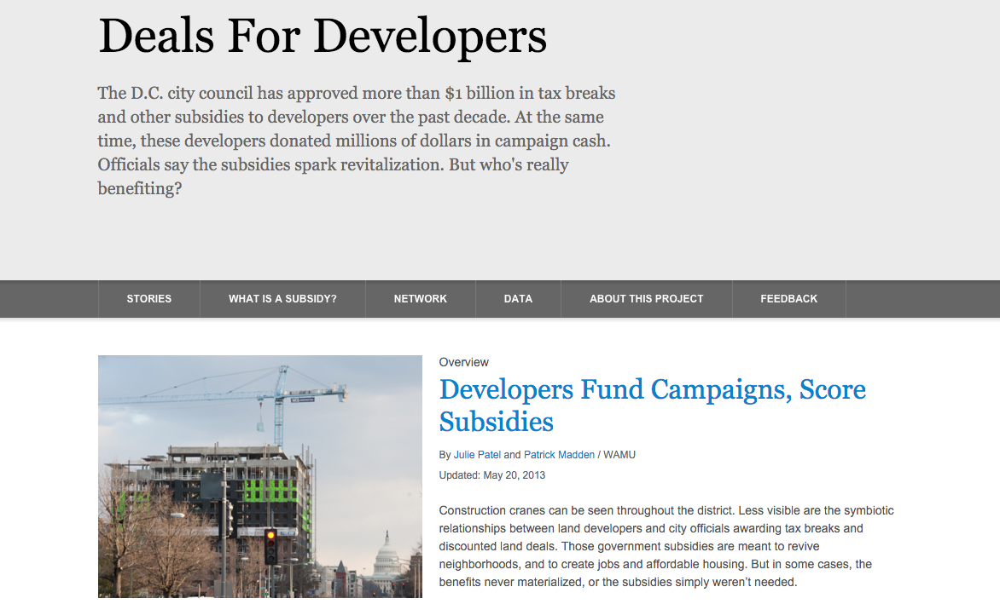 Deals For Developers
The D.C. city council has approved more than $1 billion in tax breaks
and other subsidies to developers over the past decade. At the same
time, these developers donated millions of dollars in campaign cash.
Officials say the subsidies spark revitalization. But who's really
benefiting?
STORIES
WHAT IS A SUBSIDY?
NETWORK
DATA
ABOUT THIS PROJECT
FEEDBACK
Overview
Developers Fund Campaigns, Score
Subsidies
By Julie Patel and Patrick Madden / WAMU
Updated: May 20, 2013
Construction cranes can be seen throughout the district. Less visible are the symbiotic
relationships between land developers and city officials awarding tax breaks and
discounted land deals. Those government subsidies are meant to revive
neighborhoods, and to create jobs and affordable housing. But in some cases, the
benefits never materialized, or the subsidies simply weren’t needed.